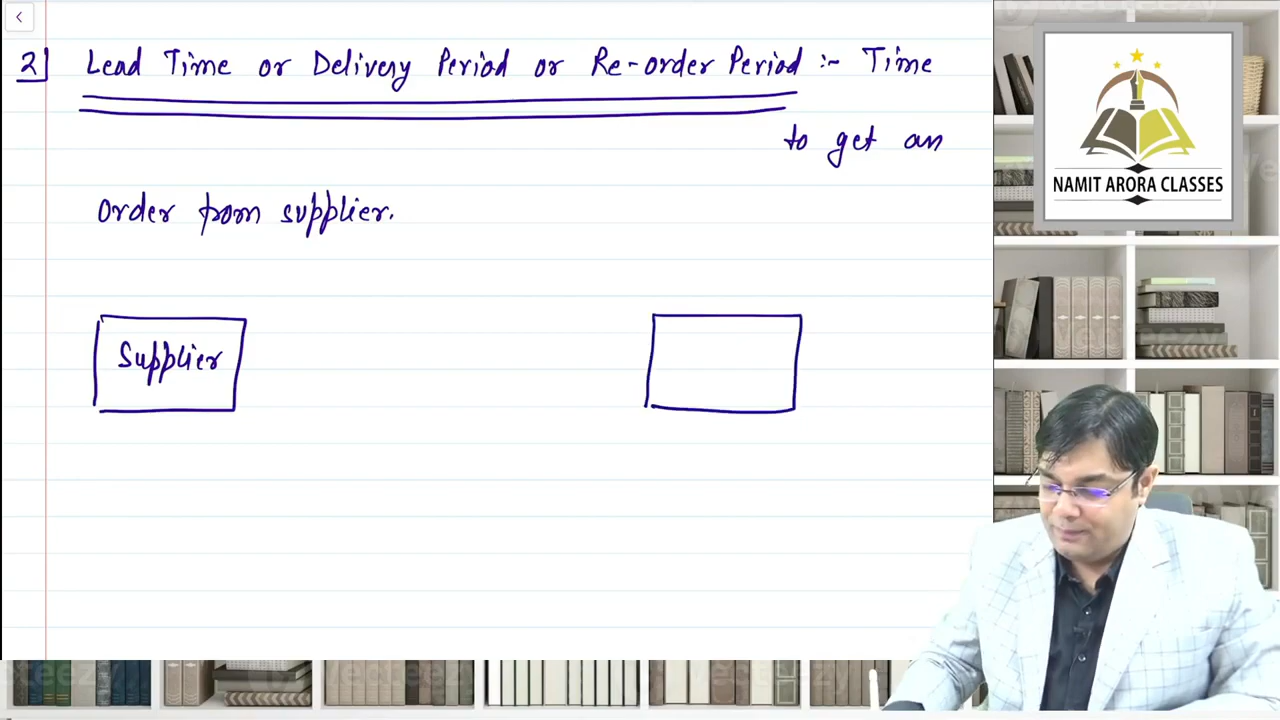 2] Lead Time or Delivery Period or Re-order Period :- Time
to get an
order from supplier.
Supplier
NAMIT ARORA CLASSES